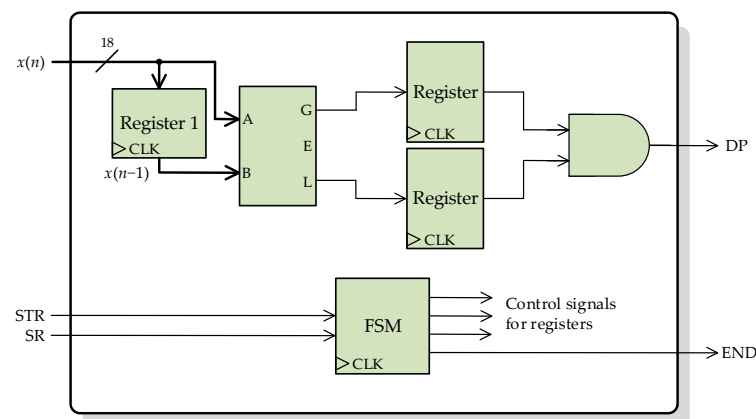 18
x(n)
Register 1
CLK
x(n−1)
A
B
G
E
L
Register
CLK
Register
CLK
DP
STR
SR
FSM
CLK
Control signals
for registers
END